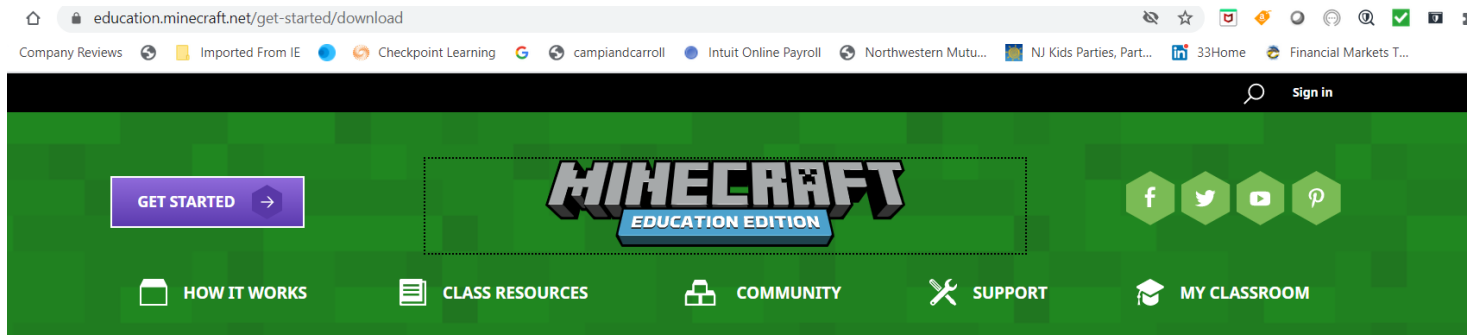 education.minecraft.net/get-started/download
Company Reviews Imported From IE Checkpoint Learning campiandcarroll Intuit Online Payroll Northwestern Mutu... NJ Kids Parties, Part... 33Home Financial Markets T...
Sign in
MINECRAFT
EDUCATION EDITION
GET STARTED
HOW IT WORKS CLASS RESOURCES COMMUNITY SUPPORT MY CLASSROOM